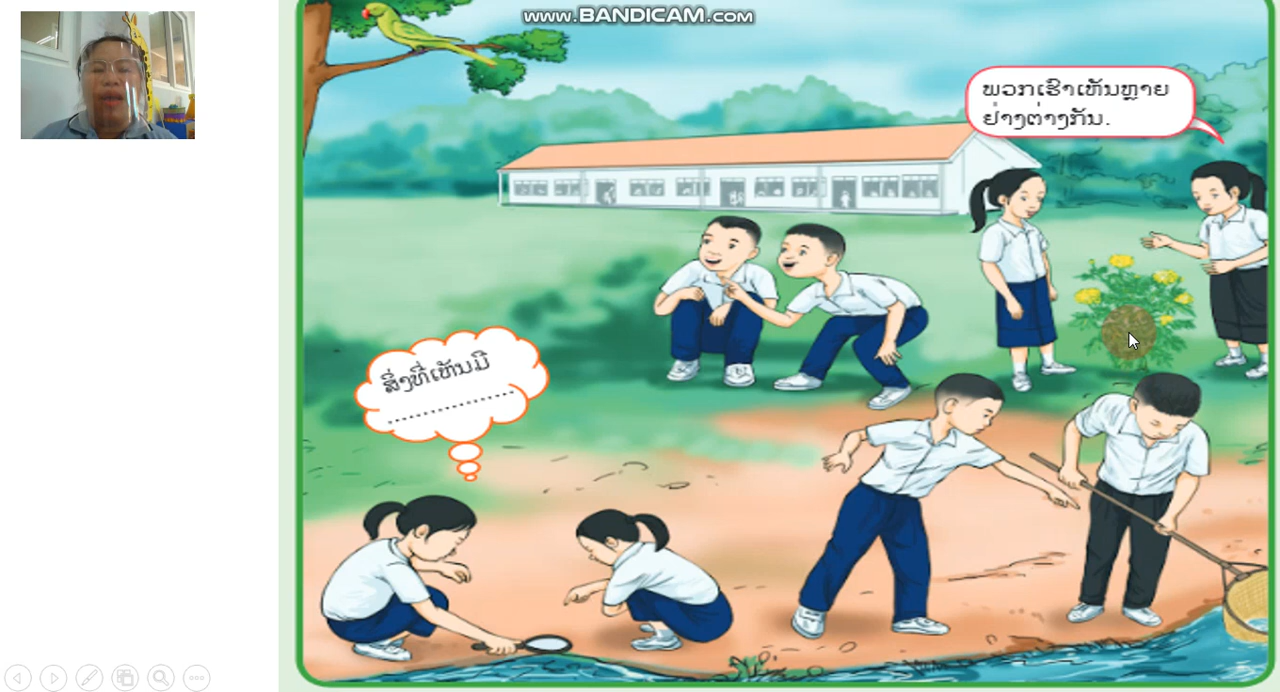 www.BANDICAM.com
ພວກເຮົາເຫັນຫຼາຍ
ຢ່າງຕ່າງກັນ.
ສິ່ງທີ່ເຫັນມີ
....................